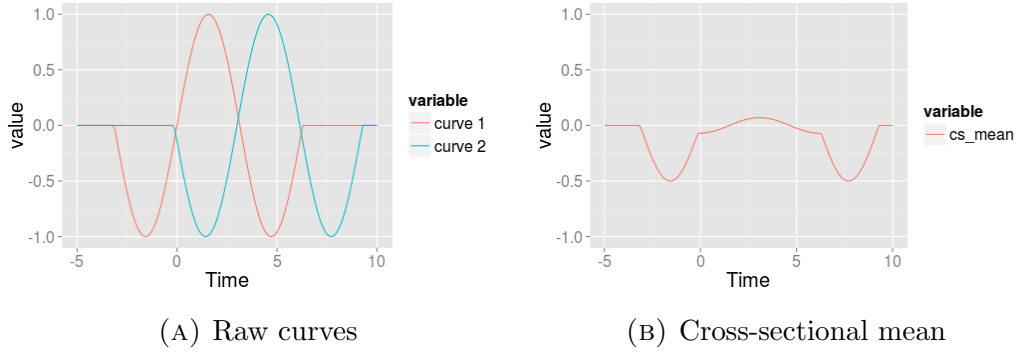 1.0
0.5
0.0
-0.5
-1.0
value
-5
0
5
10
Time
variable
curve 1
curve 2
(A) Raw curves
1.0
0.5
0.0
-0.5
-1.0
value
-5
0
5
10
Time
variable
cs_mean
(B) Cross-sectional mean